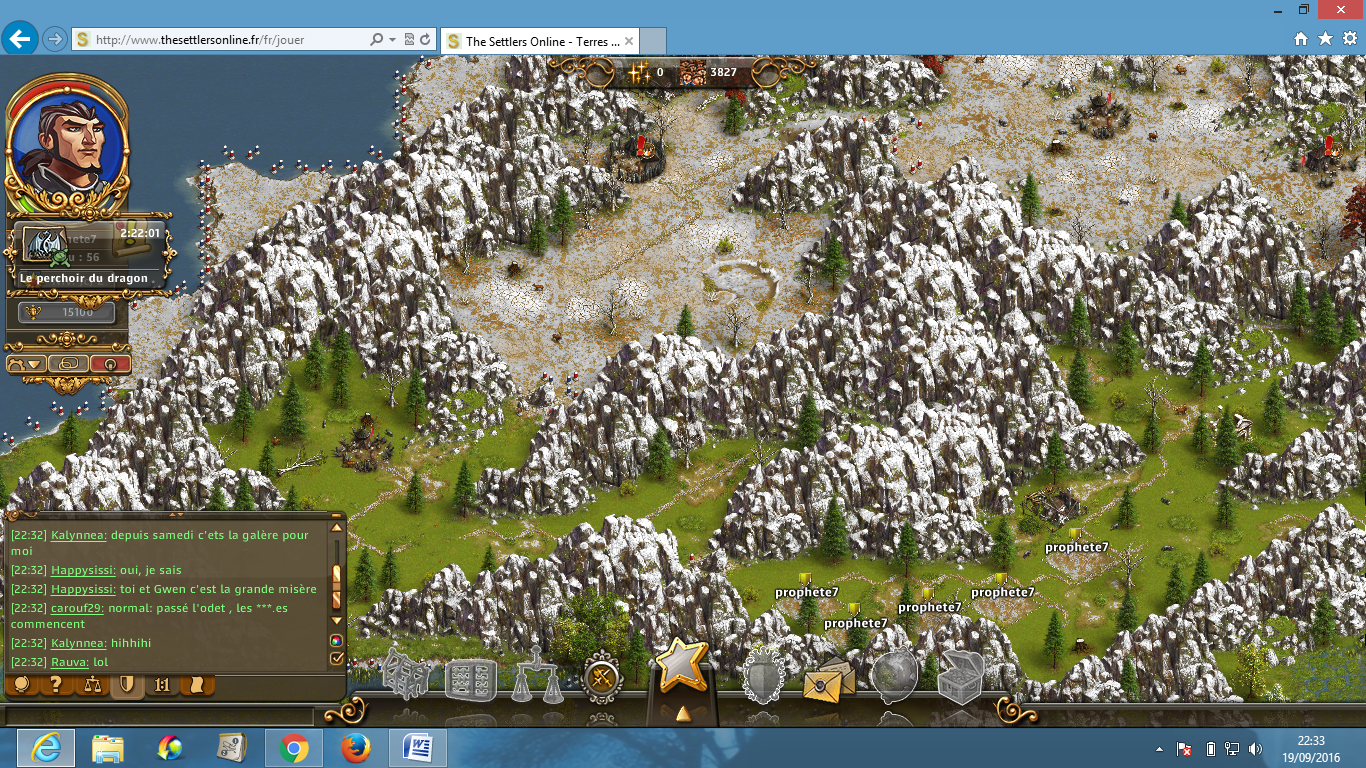 http://www.thesettlersonline.fr/fr/jouer
The Settlers Online - Terres ...
0 3827
2:22:01
: 56
Le perchoir du dragon
15100
[22:32] Kalynnea: depuis samedi c'ets la galère pour
moi
[22:32] Happysissi: oui, je sais
[22:32] Happysissi: toi et Gwen c'est la grande misère
[22:32] carouf29: normal: passé l'odet , les ***.es
commencent
[22:32] Kalynnea: hihhihi
[22:32] Rauva: lol
? 1:1
prophete7
prophete7
prophete7
prophete7
prophete7
22:33
19/09/2016